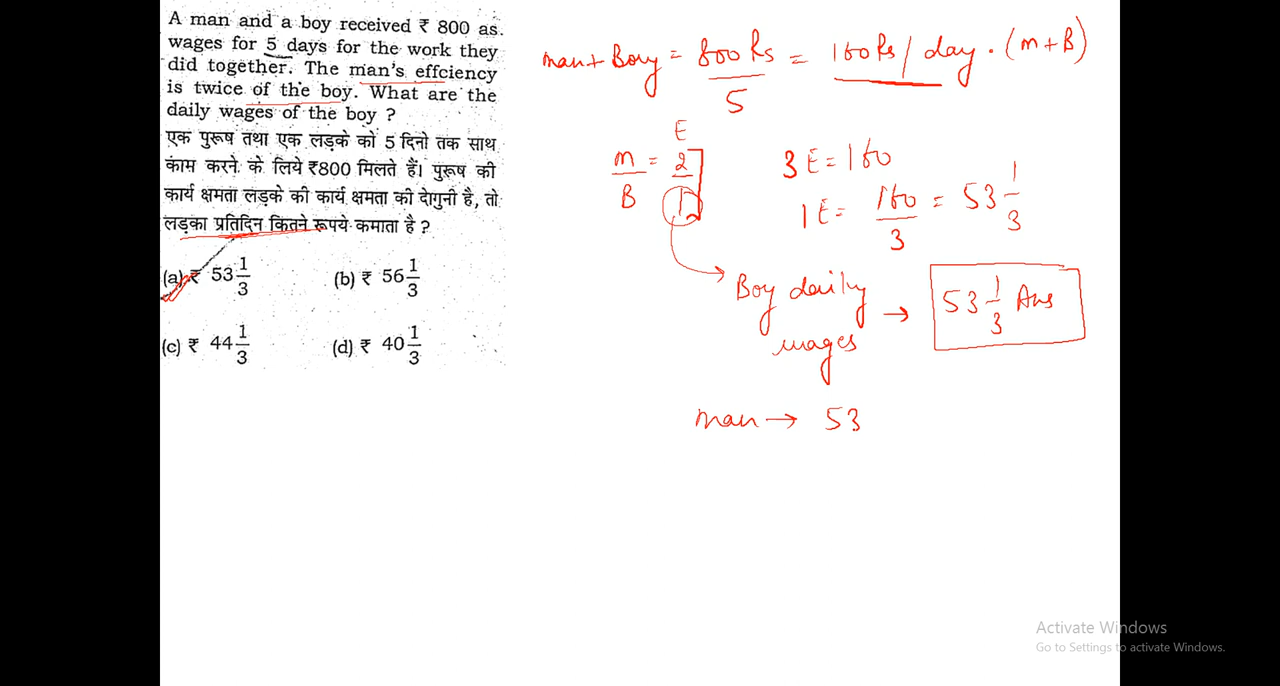 A man and a boy received ₹ 800 as.
wages for 5 days for the work they
did together. The man's effciency
is twice of the boy. What are the
daily wages of the boy ?
एक पुरूष तथा एक लड़के को 5 दिनो तक साथ
काम करने के लिये ₹800 मिलते हैं। पुरूष की
कार्य क्षमता लड़के की कार्य क्षमता की दोगुनी है, तो
लड़का प्रतिदिन कितने रूपये कमाता है ?
(a) ₹ 53 1/3 (b) ₹ 56 1/3
(c) ₹ 44 1/3 (d) ₹ 40 1/3
man + Boy = 800 Rs / 5 = 160 Rs / day . (m + B)
E
m/B = 2/1
3 E = 160
1 E = 160/3 = 53 1/3
Boy daily
wages → 53 1/3 Ans
man → 53
Activate Windows
Go to Settings to activate Windows.